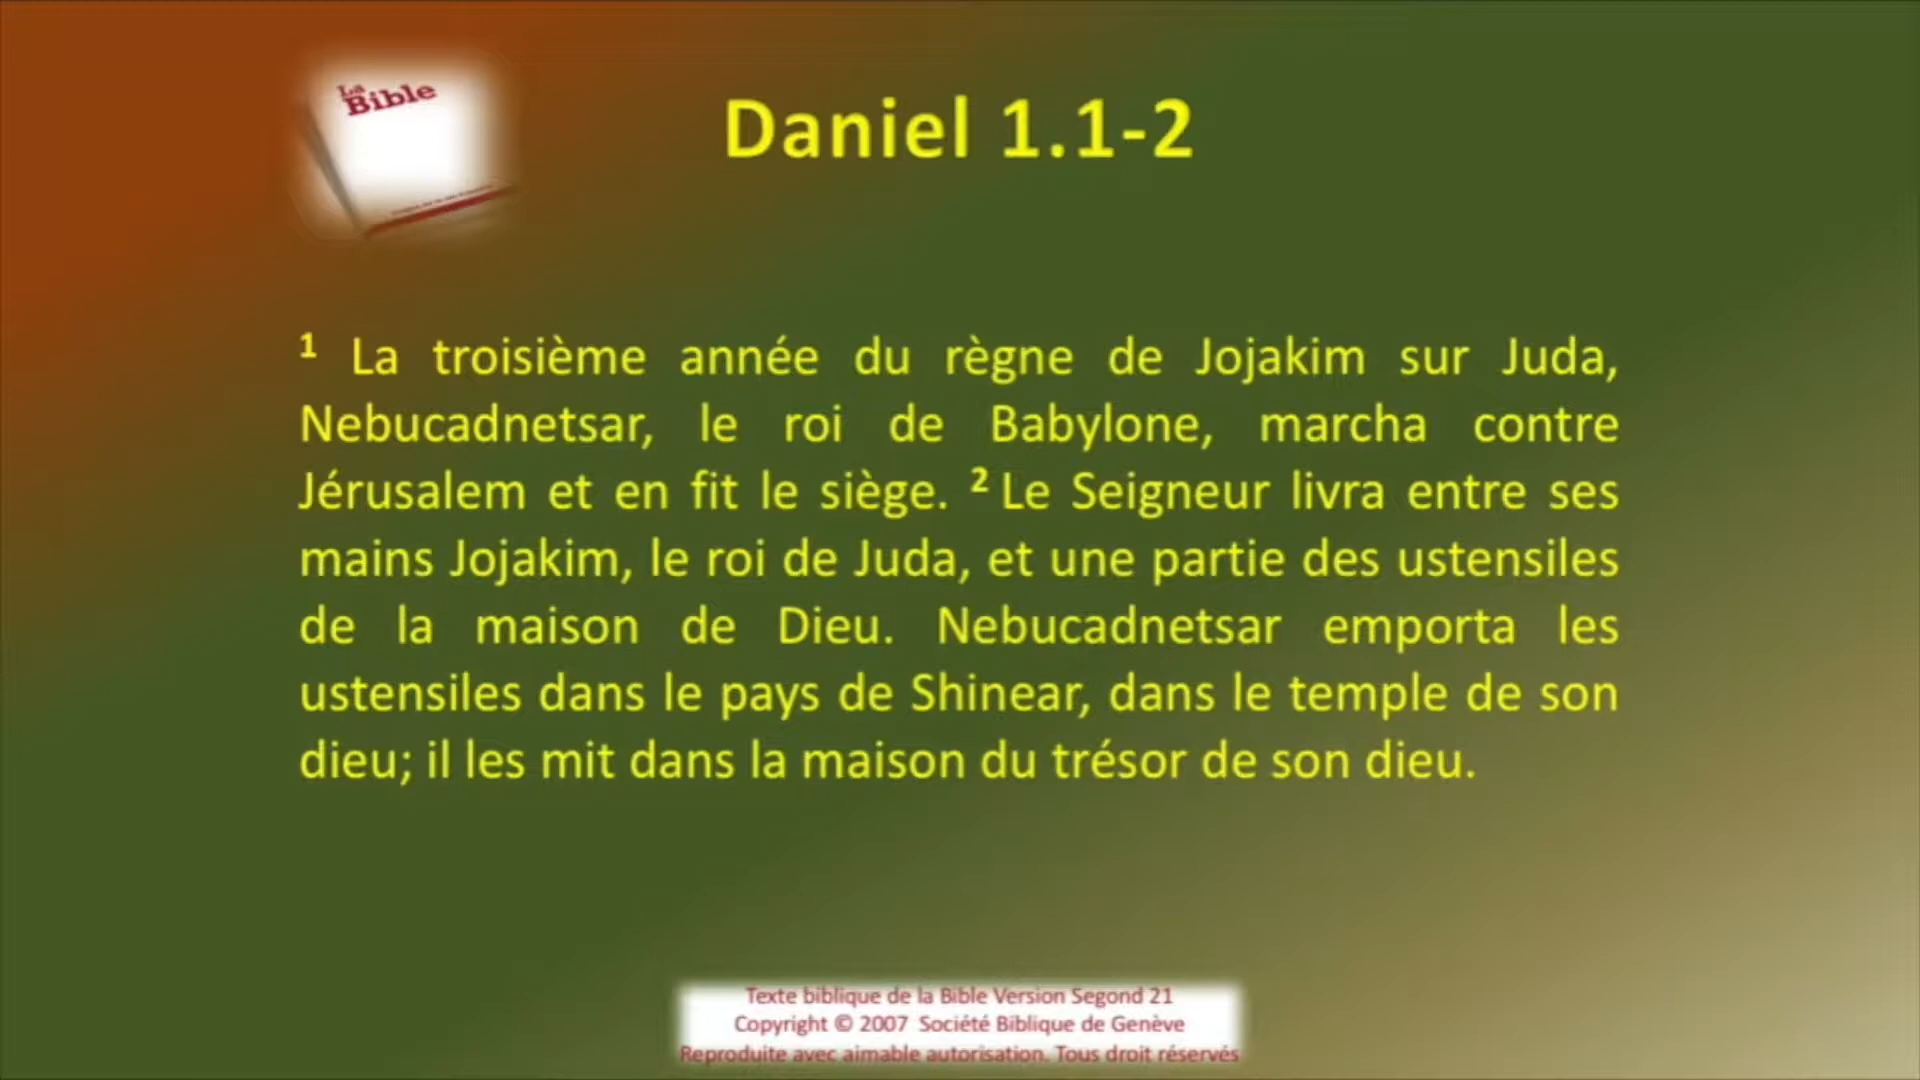 La
Bible
Daniel 1.1-2
¹ La troisième année du règne de Jojakim sur Juda,
Nebucadnetsar, le roi de Babylone, marcha contre
Jérusalem et en fit le siège. ² Le Seigneur livra entre ses
mains Jojakim, le roi de Juda, et une partie des ustensiles
de la maison de Dieu. Nebucadnetsar emporta les
ustensiles dans le pays de Shinear, dans le temple de son
dieu; il les mit dans la maison du trésor de son dieu.
Texte biblique de la Bible Version Segond 21
Copyright © 2007 Société Biblique de Genève
Reproduite avec aimable autorisation. Tous droit réservés